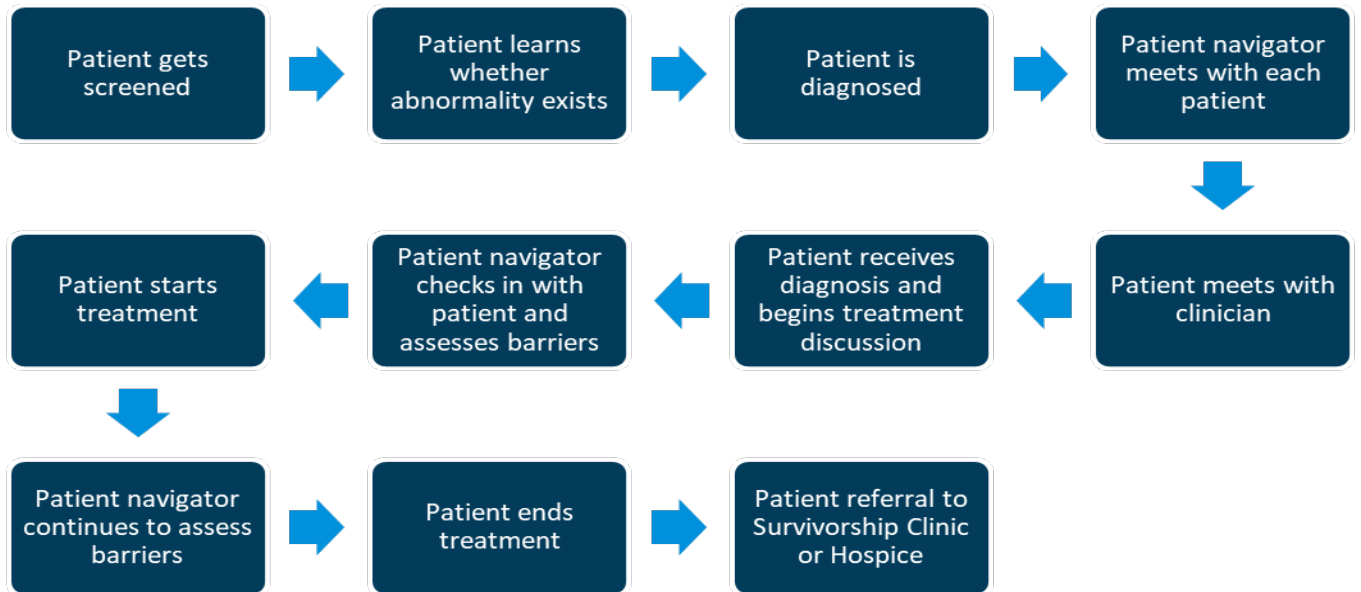 Patient gets
screened
Patient learns
whether
abnormality exists
Patient is
diagnosed
Patient navigator
meets with each
patient
Patient meets with
clinician
Patient receives
diagnosis and
begins treatment
discussion
Patient navigator
checks in with
patient and
assesses barriers
Patient starts
treatment
Patient navigator
continues to assess
barriers
Patient ends
treatment
Patient referral to
Survivorship Clinic
or Hospice